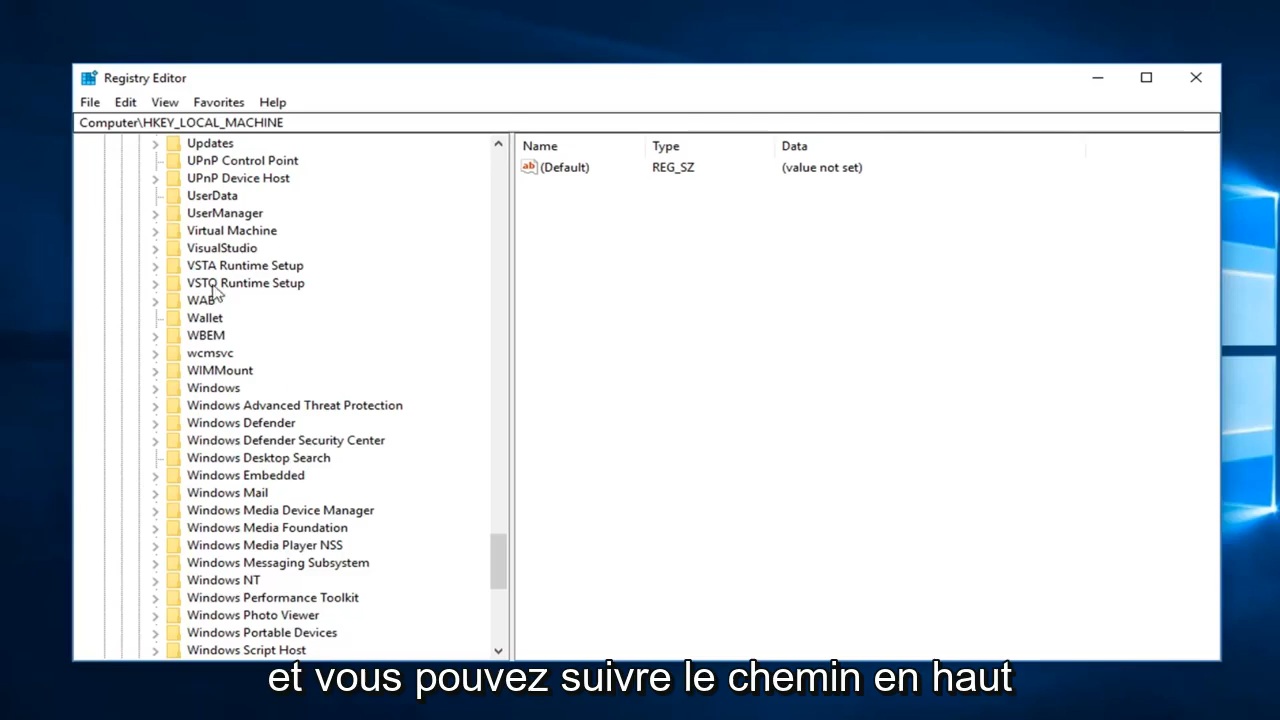 Registry Editor
File Edit View Favorites Help
Computer\HKEY_LOCAL_MACHINE
Name Type Data
(Default) REG_SZ (value not set)
Updates
UPnP Control Point
UPnP Device Host
UserData
UserManager
Virtual Machine
VisualStudio
VSTA Runtime Setup
VSTO Runtime Setup
WAB
Wallet
WBEM
wcmsvc
WIMMount
Windows
Windows Advanced Threat Protection
Windows Defender
Windows Defender Security Center
Windows Desktop Search
Windows Embedded
Windows Mail
Windows Media Device Manager
Windows Media Foundation
Windows Media Player NSS
Windows Messaging Subsystem
Windows NT
Windows Performance Toolkit
Windows Photo Viewer
Windows Portable Devices
Windows Script Host
et vous pouvez suivre le chemin en haut